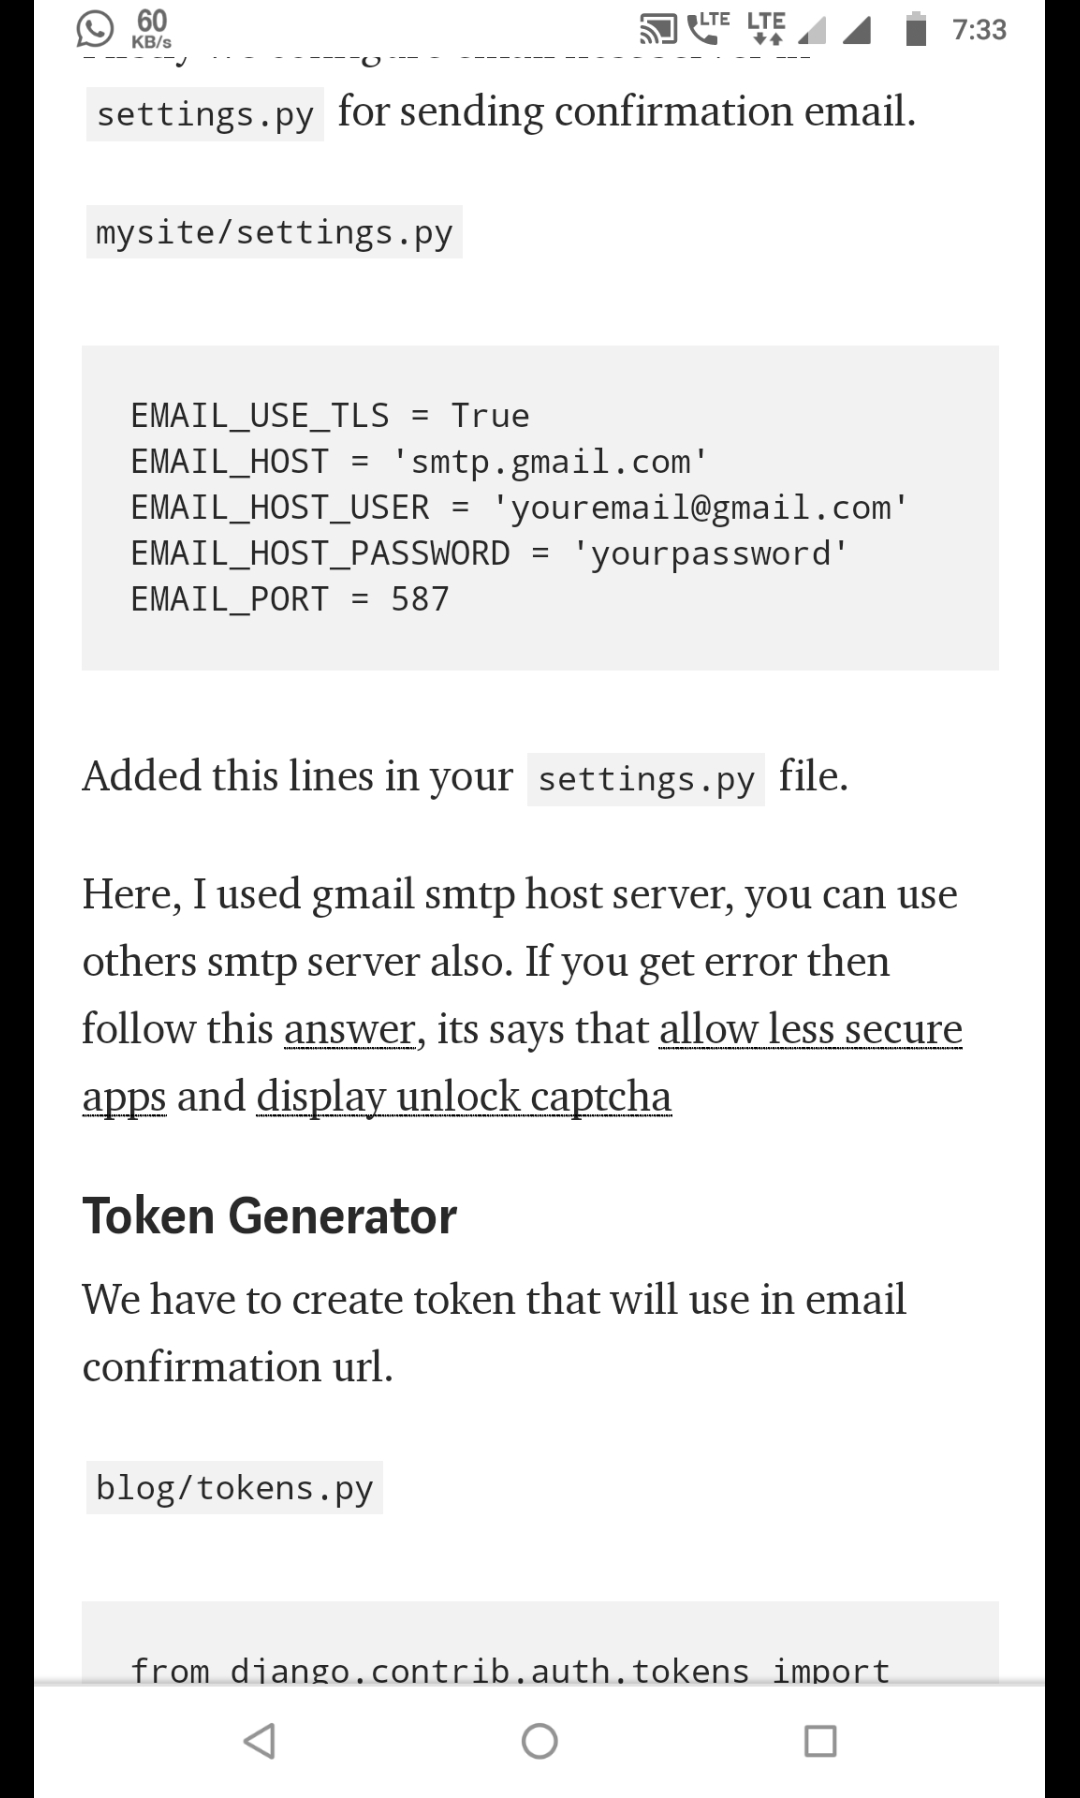 60
KB/s
LTE
LTE
7:33
settings.py for sending confirmation email.
mysite/settings.py
EMAIL_USE_TLS = True
EMAIL_HOST = 'smtp.gmail.com'
EMAIL_HOST_USER = 'youremail@gmail.com'
EMAIL_HOST_PASSWORD = 'yourpassword'
EMAIL_PORT = 587
Added this lines in your settings.py file.
Here, I used gmail smtp host server, you can use
others smtp server also. If you get error then
follow this answer, its says that allow less secure
apps and display unlock captcha
Token Generator
We have to create token that will use in email
confirmation url.
blog/tokens.py
from django.contrib.auth.tokens import